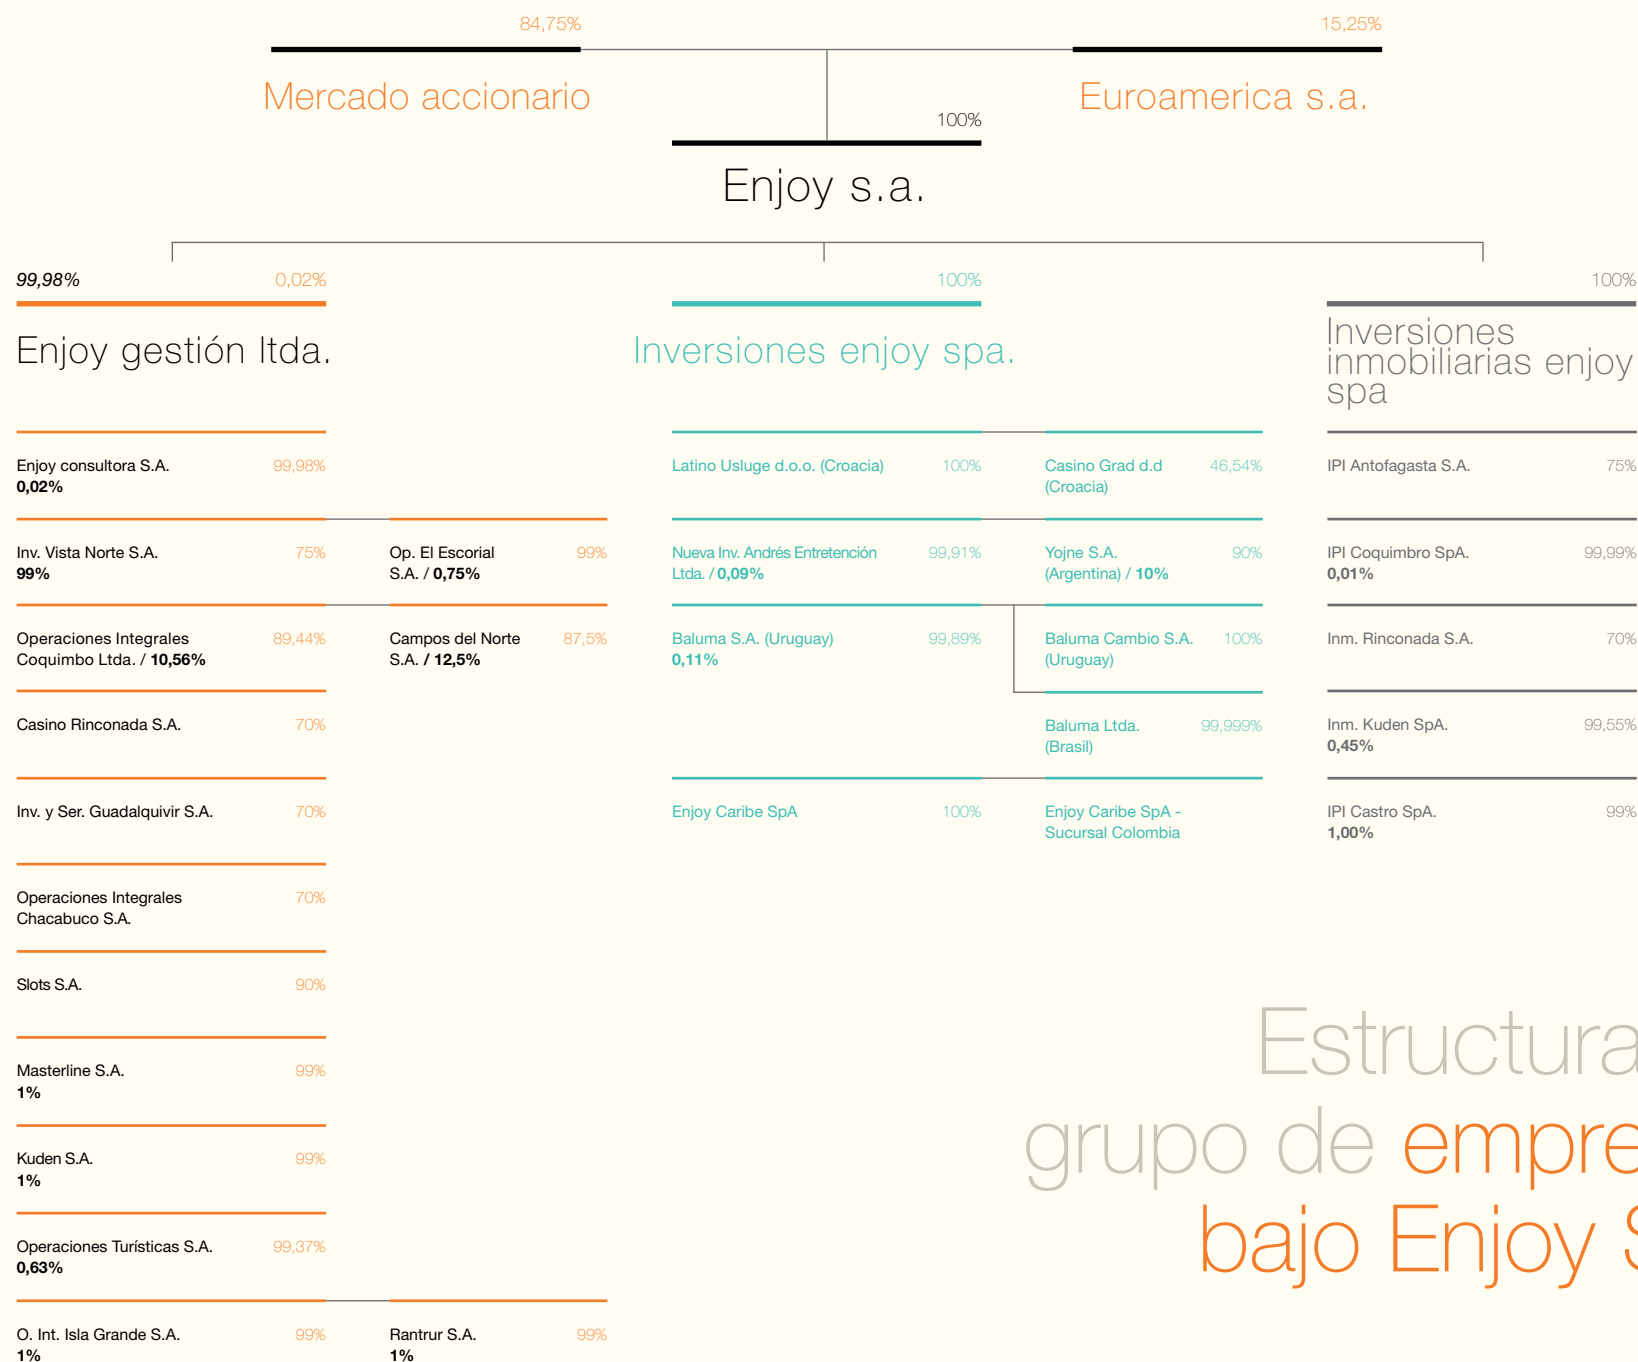 84,75%
15,25%
Mercado accionario
Euroamerica s.a.
100%
Enjoy s.a.
99,98%
0,02%
Enjoy gestión ltda.
Enjoy consultora S.A.
99,98%
0,02%
Inv. Vista Norte S.A.
75%
99%
Op. El Escorial
99%
S.A. / 0,75%
Operaciones Integrales
89,44%
Coquimbo Ltda. / 10,56%
Campos del Norte
87,5%
S.A. / 12,5%
Casino Rinconada S.A.
70%
Inv. y Ser. Guadalquivir S.A.
70%
Operaciones Integrales
70%
Chacabuco S.A.
Slots S.A.
90%
Masterline S.A.
99%
1%
Kuden S.A.
99%
1%
Operaciones Turísticas S.A.
99,37%
0,63%
O. Int. Isla Grande S.A.
99%
1%
Rantrur S.A.
99%
1%
100%
Inversiones enjoy spa.
Latino Usluge d.o.o. (Croacia)
100%
Casino Grad d.d
46,54%
(Croacia)
Nueva Inv. Andrés Entretención
99,91%
Ltda. / 0,09%
Yojne S.A.
90%
(Argentina) / 10%
Baluma S.A. (Uruguay)
99,89%
0,11%
Baluma Cambio S.A.
100%
(Uruguay)
Baluma Ltda.
99,999%
(Brasil)
Enjoy Caribe SpA
100%
Enjoy Caribe SpA -
Sucursal Colombia
100%
Inversiones
inmobiliarias enjoy
spa
IPI Antofagasta S.A.
75%
IPI Coquimbro SpA.
99,99%
0,01%
Inm. Rinconada S.A.
70%
Inm. Kuden SpA.
99,55%
0,45%
IPI Castro SpA.
99%
1,00%
Estructura
grupo de empre
bajo Enjoy S